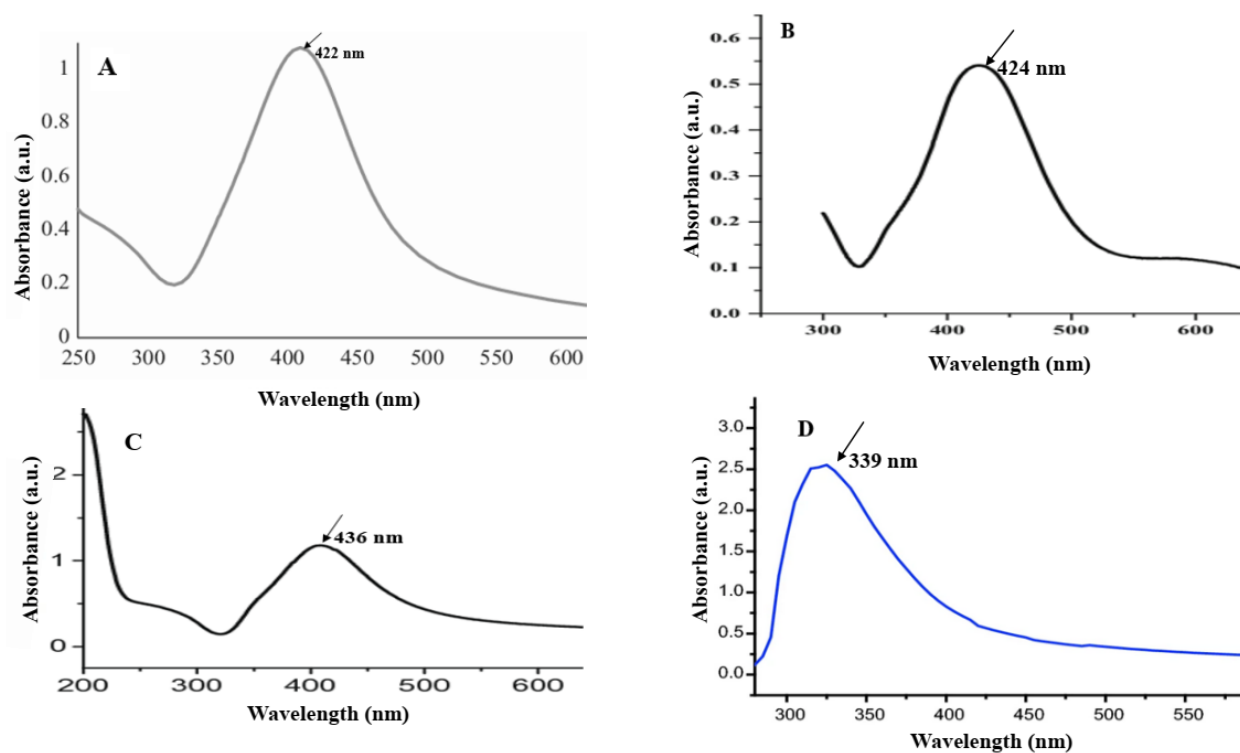 A
422 nm
Absorbance (a.u.)
1
0.8
0.6
0.4
0.2
0
250 300 350 400 450 500 550 600
Wavelength (nm)
B
424 nm
Absorbance (a.u.)
0.6
0.5
0.4
0.3
0.2
0.1
0.0
300 400 500 600
Wavelength (nm)
C
436 nm
Absorbance (a.u.)
2
1
0
200 300 400 500 600
Wavelength (nm)
D
339 nm
Absorbance (a.u.)
3.0
2.5
2.0
1.5
1.0
0.5
0.0
300 350 400 450 500 550
Wavelength (nm)